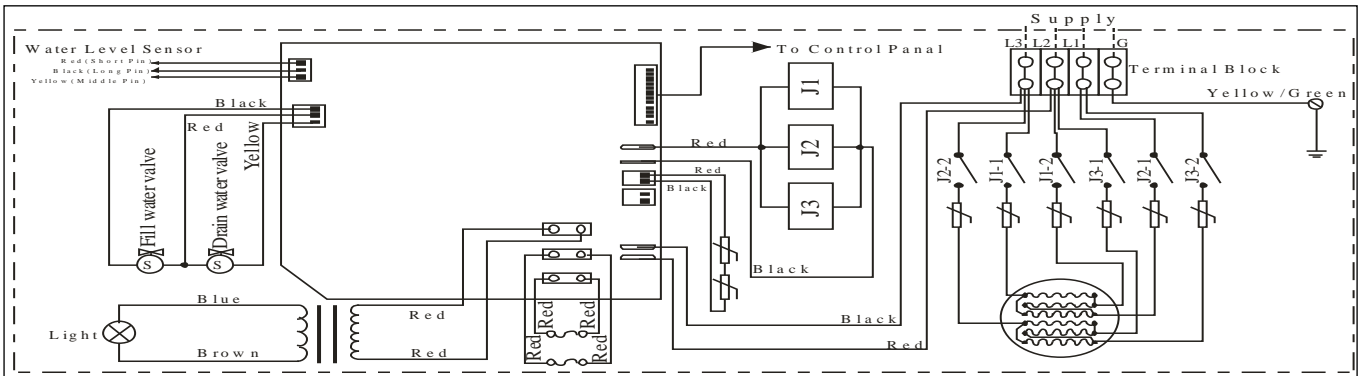 Supply
L3 L2 L1 G
Water Level Sensor
Red(Short Pin)
Black(Long Pin)
Yellow(Middle Pin)
To Control Panal
Terminal Block
Yellow/Green
J1
J2
J3
Black
Red
Yellow
Fill water valve
Drain water valve
S
S
Red
Red
Black
J2-2
J1-1
J1-2
J3-1
J2-1
J3-2
Black
Blue
Light
Brown
Red
Red
Red
Red
Red
Red
Black
Red